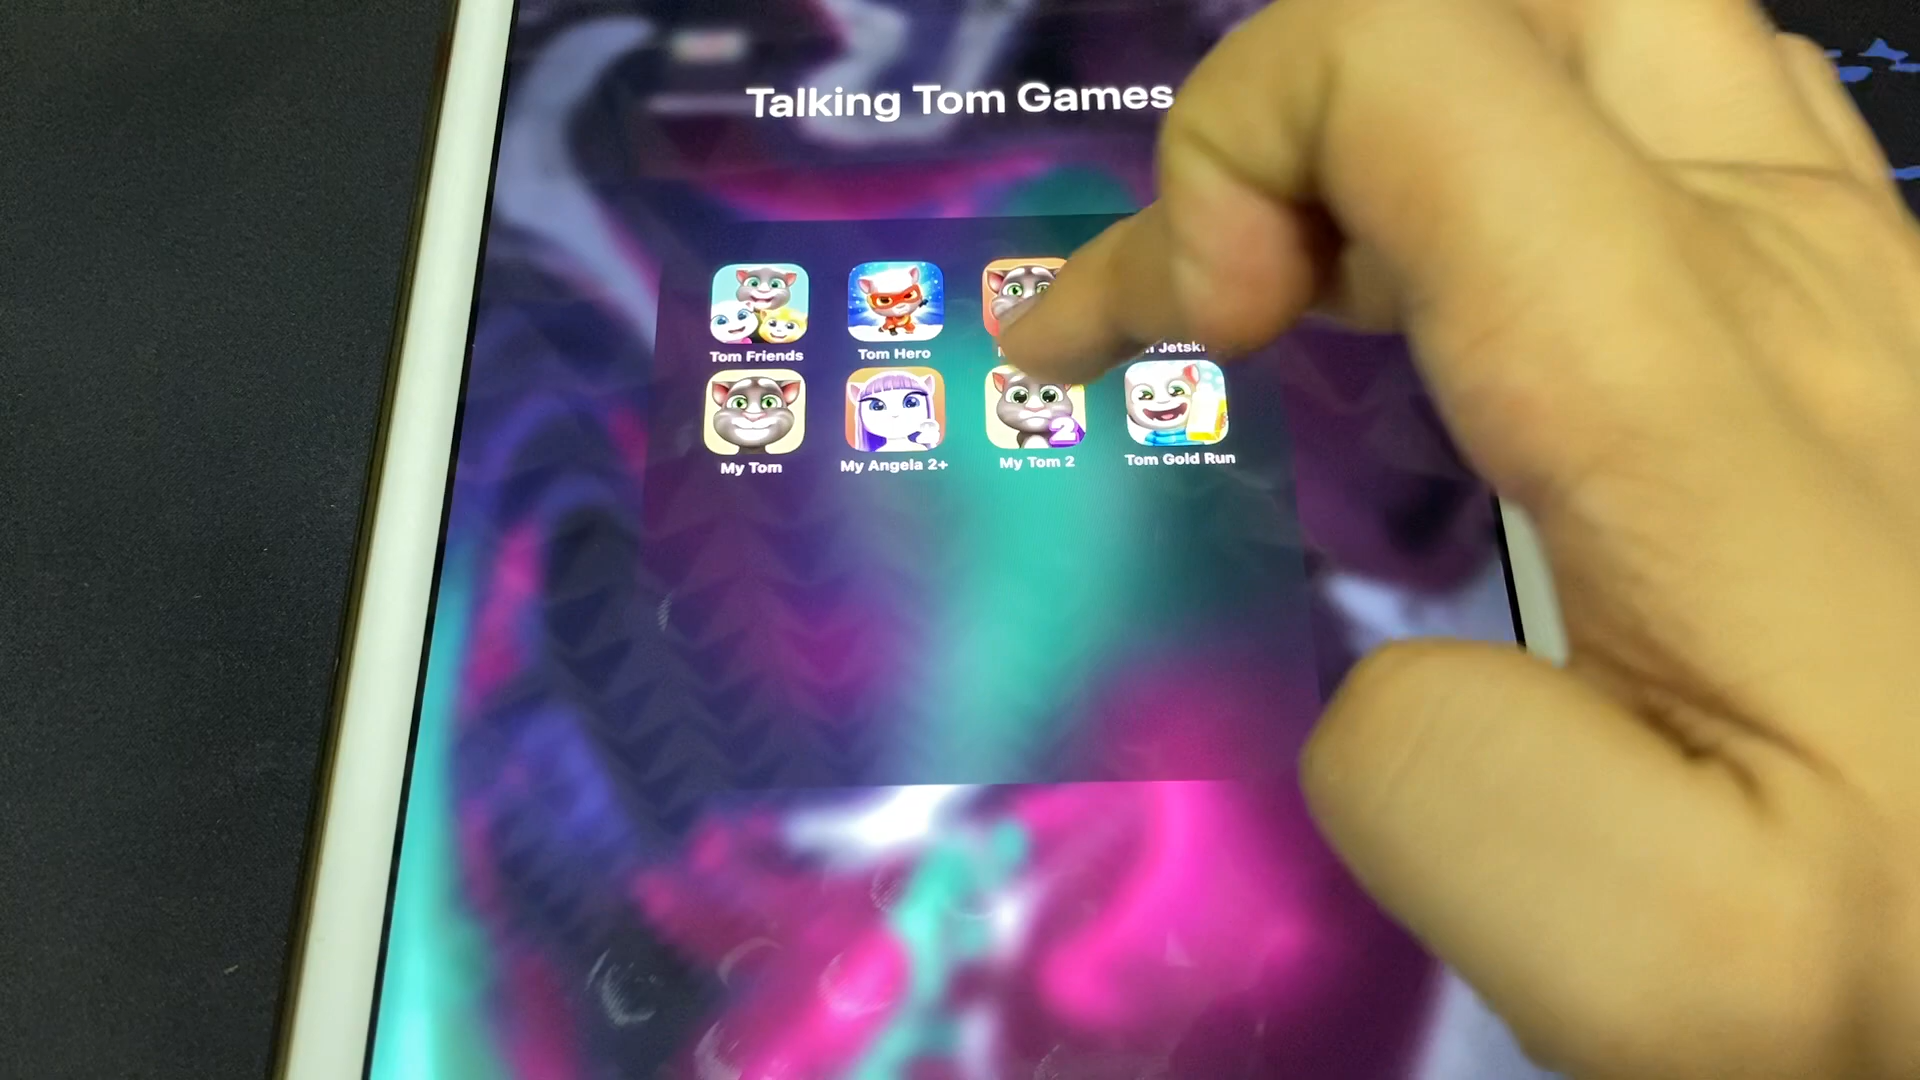 Talking Tom Games
Tom Friends
Tom Hero
Jetski
My Tom
My Angela 2+
2
My Tom 2
Tom Gold Run